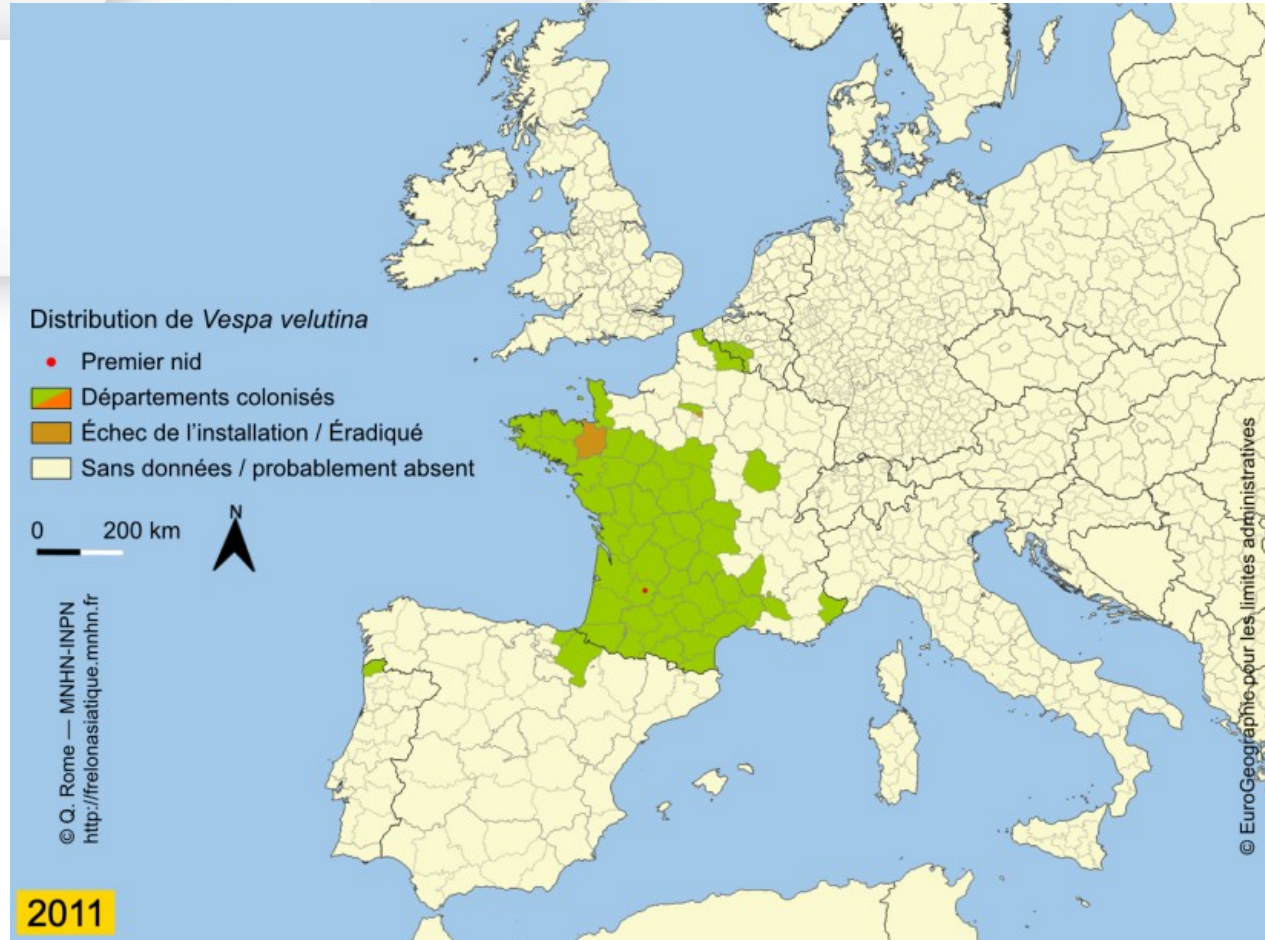 Distribution de Vespa velutina
Premier nid
Départements colonisés
Échec de l'installation / Éradiqué
Sans données / probablement absent
0 200 km
N
© Q. Rome — MNHN-INPN
http://frelonasiatique.mnhn.fr
2011
© EuroGeographic pour les limites administratives